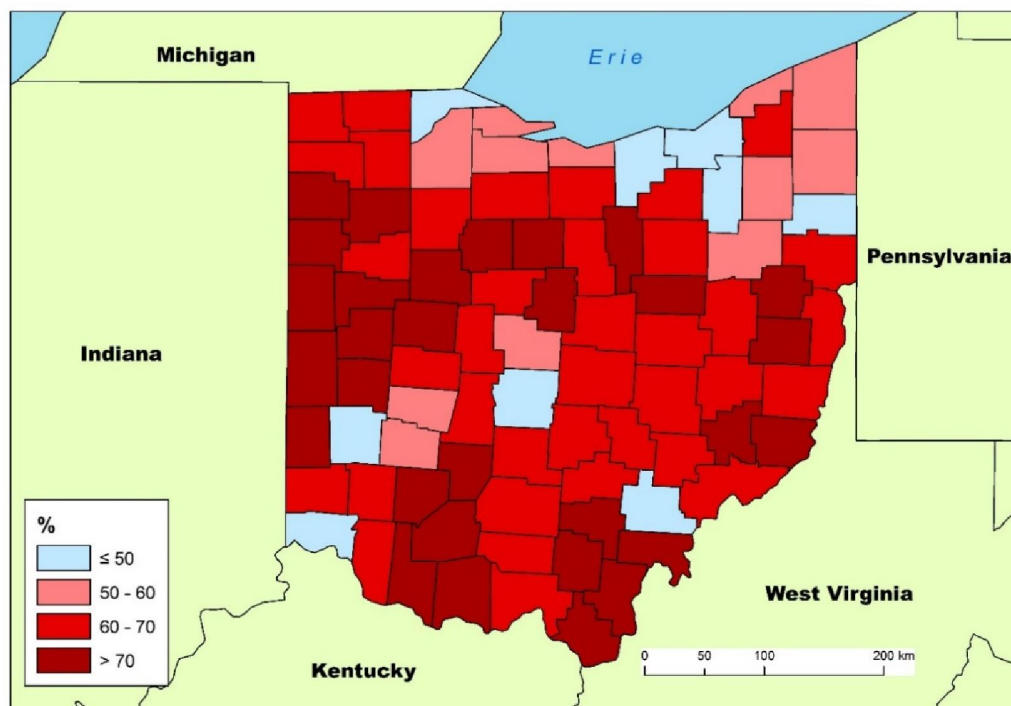 Michigan
Erie
Pennsylvania
Indiana
%
≤ 50
50 - 60
60 - 70
> 70
West Virginia
Kentucky
0 50 100 200 km